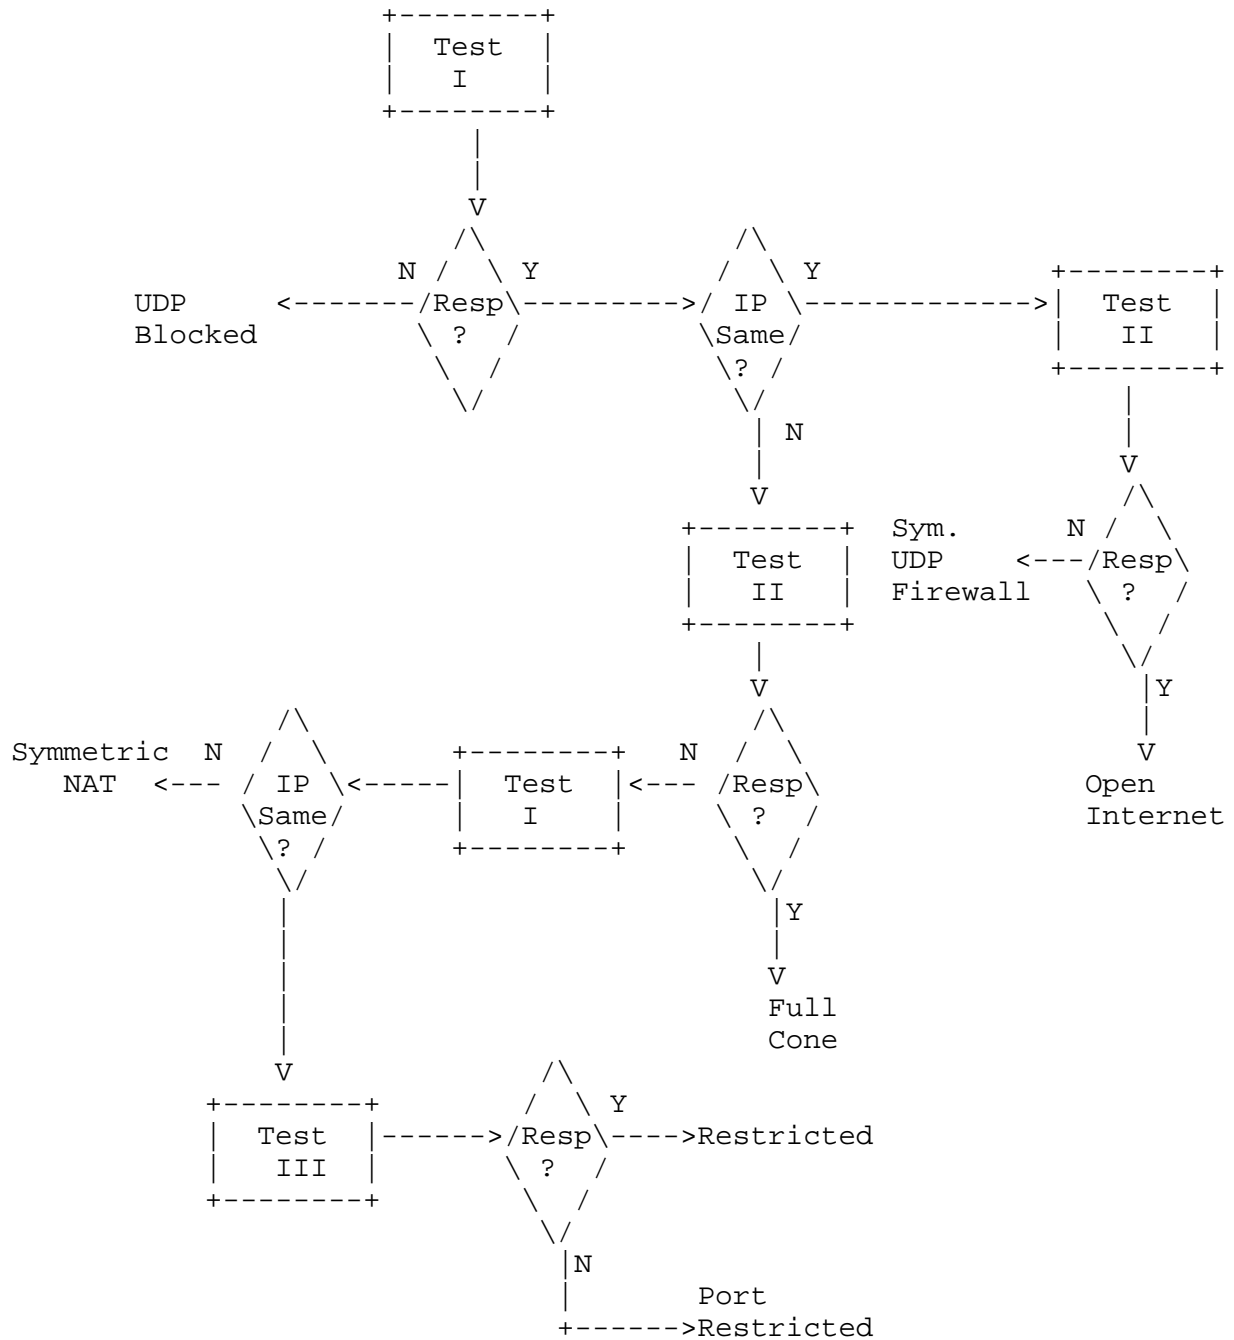 +--------+
|  Test  |
|   I    |
+--------+
     |
     |
     V
    /\              /\
 N /  \ Y          /  \ Y             +--------+
UDP     <-------/Resp\--------->/ IP \------------->|  Test  |
Blocked         \ ?  /          \Same/              |   II   |
                 \  /            \? /               +--------+
                  \/              \/                    |
                                  | N                   |
                                  |                     V
                                  V                     /\
+--------+  Sym.      N /  \
|  Test  |  UDP    <---/Resp\
|   II   |  Firewall   \ ?  /
+--------+              \  /
     |                   \/
     V                    |Y
     /\                         /\    |
Symmetric  N  /  \   +--------+   N  /  \    V
NAT  <--- / IP \<-----|  Test  |<--- /Resp\   Open
\Same/      |   I    |     \ ?  /   Internet
 \? /       +--------+      \  /
  \/                         \/
  |                          |Y
  |                          |
  |                          V
  |                          Full
  |                          Cone
  V             /\
+--------+     /  \ Y
|  Test  |------>/Resp\---->Restricted
|   III  |       \ ?  /
+--------+        \  /
                   \/
                    |N
                    |       Port
                    +------>Restricted